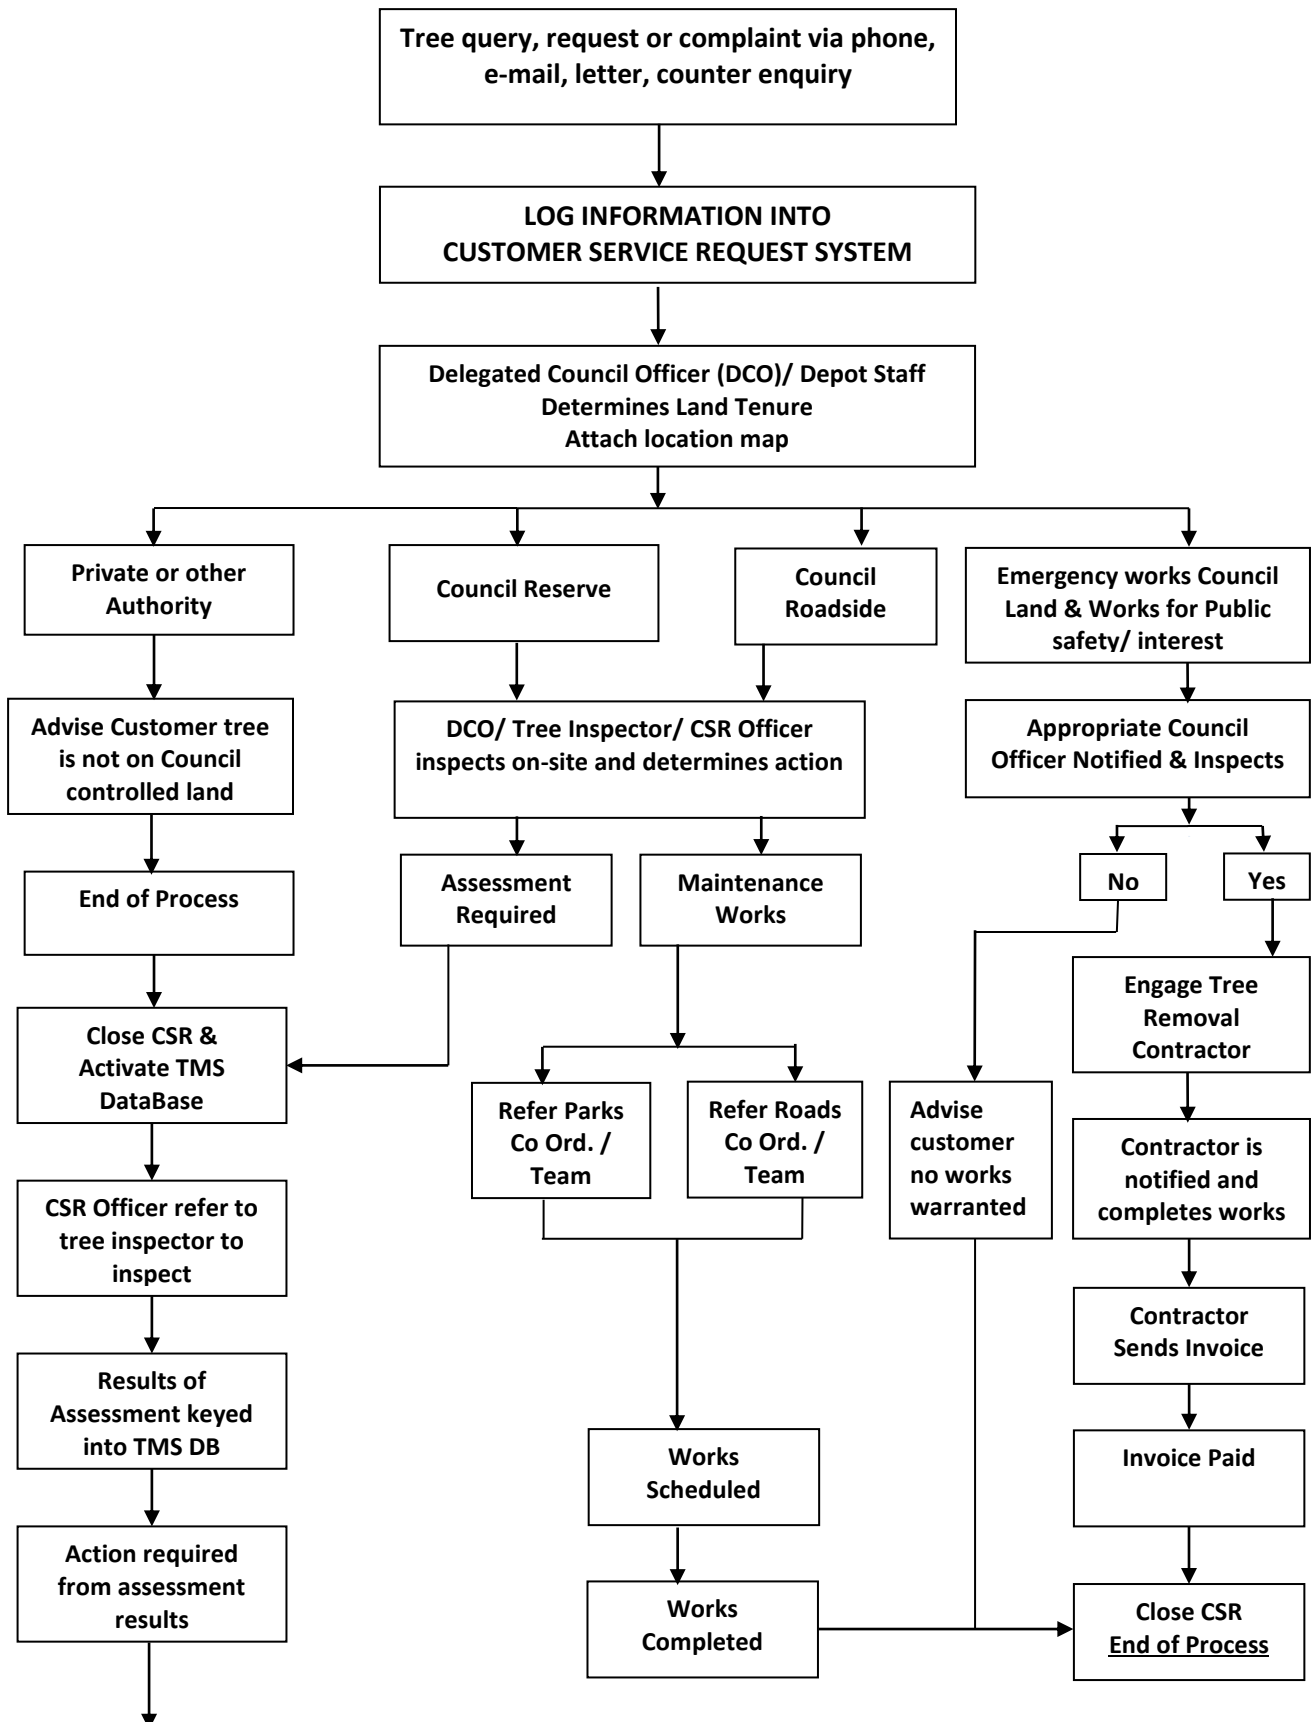 Tree query, request or complaint via phone,
e-mail, letter, counter enquiry
LOG INFORMATION INTO
CUSTOMER SERVICE REQUEST SYSTEM
Delegated Council Officer (DCO)/ Depot Staff
Determines Land Tenure
Attach location map
Private or other
Authority
Council Reserve
Council
Roadside
Emergency works Council
Land & Works for Public
safety/ interest
Advise Customer tree
is not on Council
controlled land
DCO/ Tree Inspector/ CSR Officer
inspects on-site and determines action
Appropriate Council
Officer Notified & Inspects
End of Process
Assessment
Required
Maintenance
Works
No
Yes
Close CSR &
Activate TMS
DataBase
Engage Tree
Removal
Contractor
Refer Parks
Co Ord. /
Team
Refer Roads
Co Ord. /
Team
Advise
customer
no works
warranted
Contractor is
notified and
completes works
CSR Officer refer to
tree inspector to
inspect
Contractor
Sends Invoice
Results of
Assessment keyed
into TMS DB
Works
Scheduled
Invoice Paid
Action required
from assessment
results
Works
Completed
Close CSR
End of Process